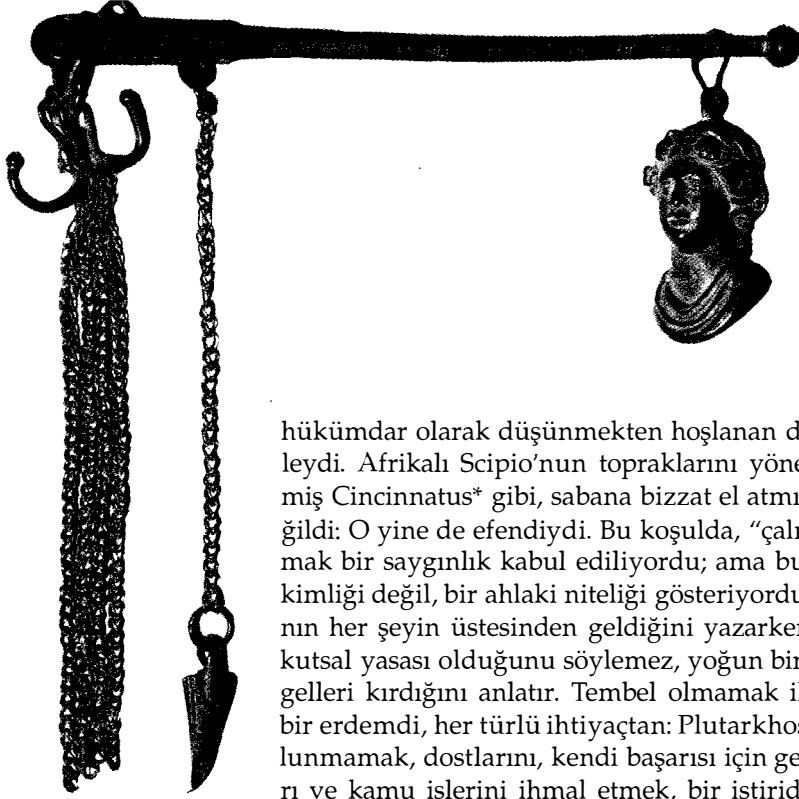 hükümdar olarak düşünmekten hoşlanan d
leydi. Afrikalı Scipio’nun topraklarını yöne
miş Cincinnatus* gibi, sabana bizzat el atmı
ğildi: O yine de efendiydi. Bu koşulda, “çalı
mak bir saygınlık kabul ediliyordu; ama bu
kimliği değil, bir ahlaki niteliği gösteriyordu
nın her şeyin üstesinden geldiğini yazarken
kutsal yasası olduğunu söylemez, yoğun bir
gelleri kırdığını anlatır. Tembel olmamak il
bir erdemdi, her türlü ihtiyaçtan: Plutarkhos
lunmamak, dostlarını, kendi başarısı için ge
rı ve kamu işlerini ihmal etmek, bir istirid